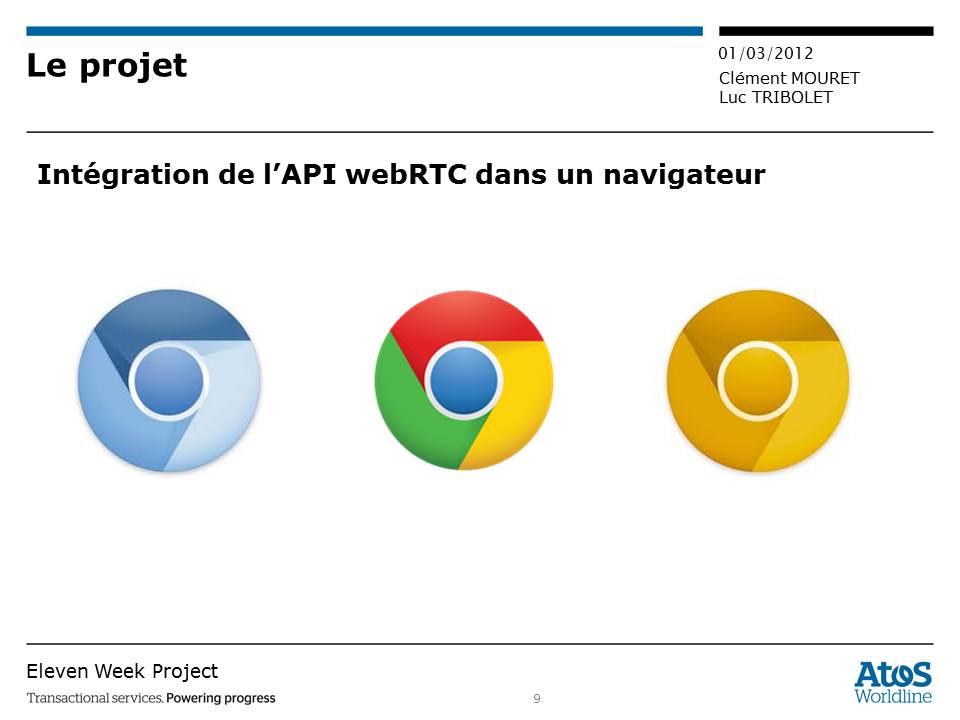 Le projet
01/03/2012
Clément MOURET
Luc TRIBOLET
Intégration de l’API webRTC dans un navigateur
Eleven Week Project
Transactional services. Powering progress
9
Atos
Worldline